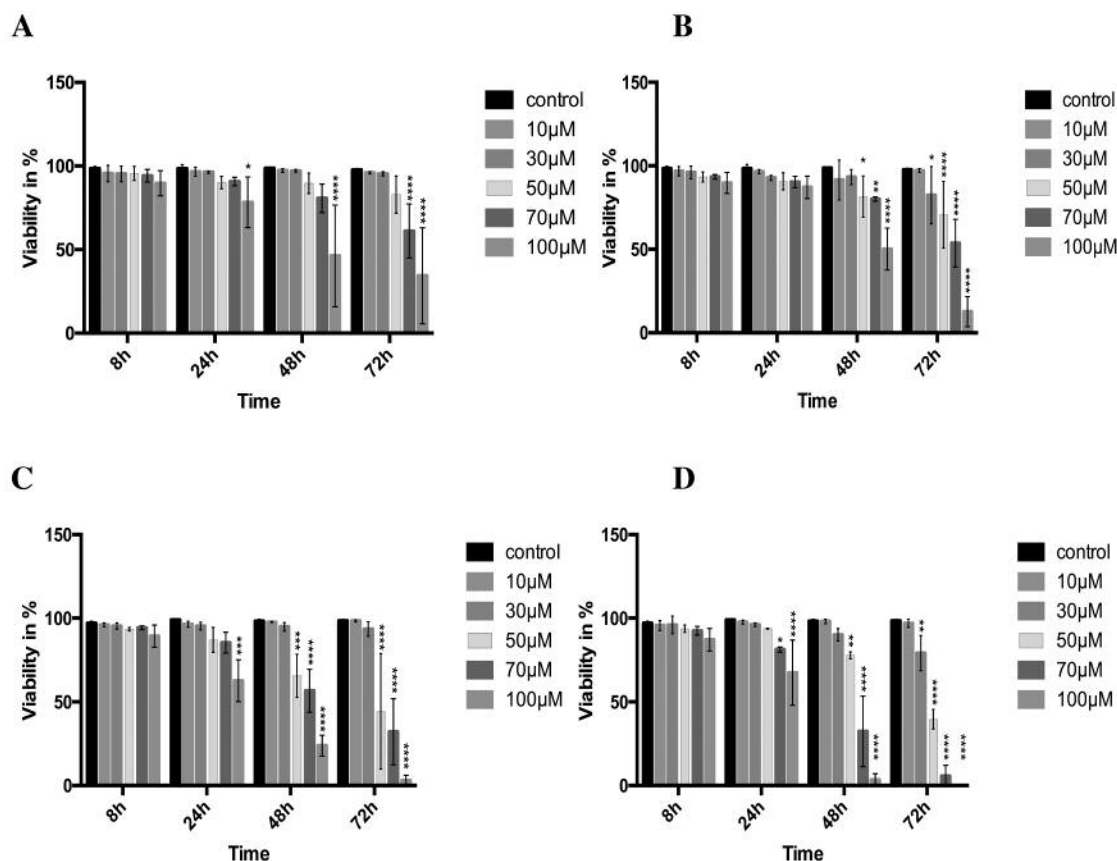 A
150
100
50
0
Viability in %
*
****
****
****
8h
24h
48h
72h
Time
control
10µM
30µM
50µM
70µM
100µM
B
150
100
50
0
Viability in %
*
**
****
*
****
****
****
8h
24h
48h
72h
Time
control
10µM
30µM
50µM
70µM
100µM
C
150
100
50
0
Viability in %
***
***
****
****
****
****
****
8h
24h
48h
72h
Time
control
10µM
30µM
50µM
70µM
100µM
D
150
100
50
0
Viability in %
*
****
**
****
****
**
****
****
****
8h
24h
48h
72h
Time
control
10µM
30µM
50µM
70µM
100µM